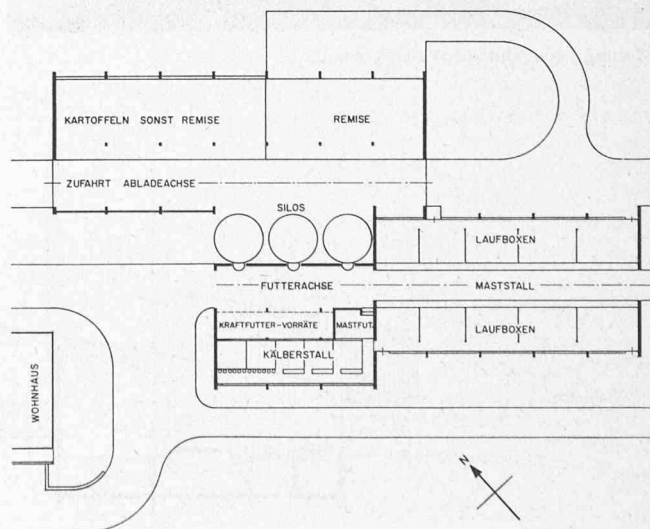 KARTOFFELN SONST REMISE
REMISE
ZUFAHRT ABLADEACHSE
SILOS
LAUFBOXEN
FUTTERACHSE
MASTSTALL
KRAFTFUTTER-VORRÄTE
MASTFUT.
LAUFBOXEN
KÄLBERSTALL
WOHNHAUS
N